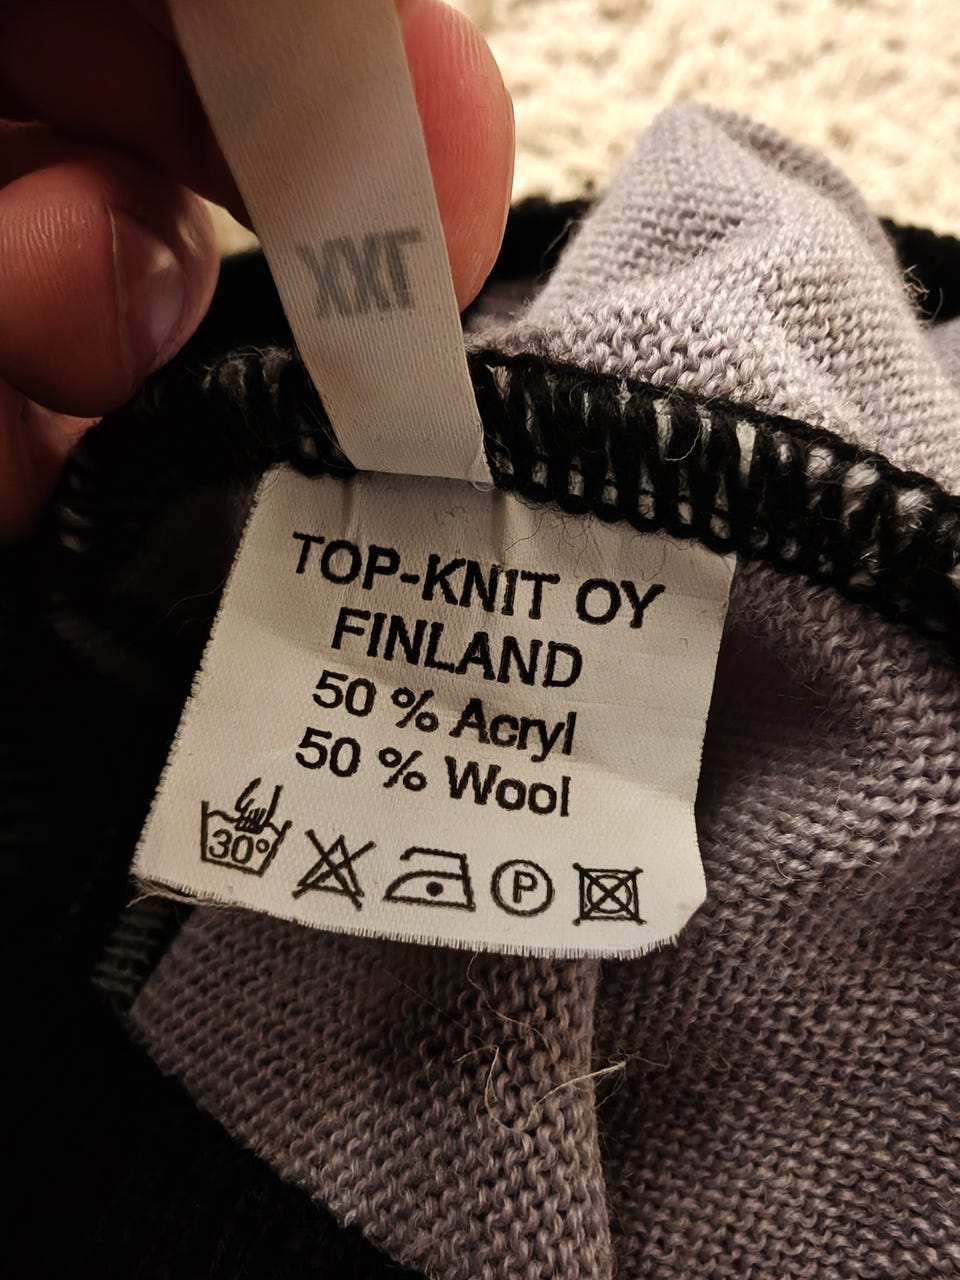 XXL
TOP-KNIT OY
FINLAND
50 % Acryl
50 % Wool
30° P